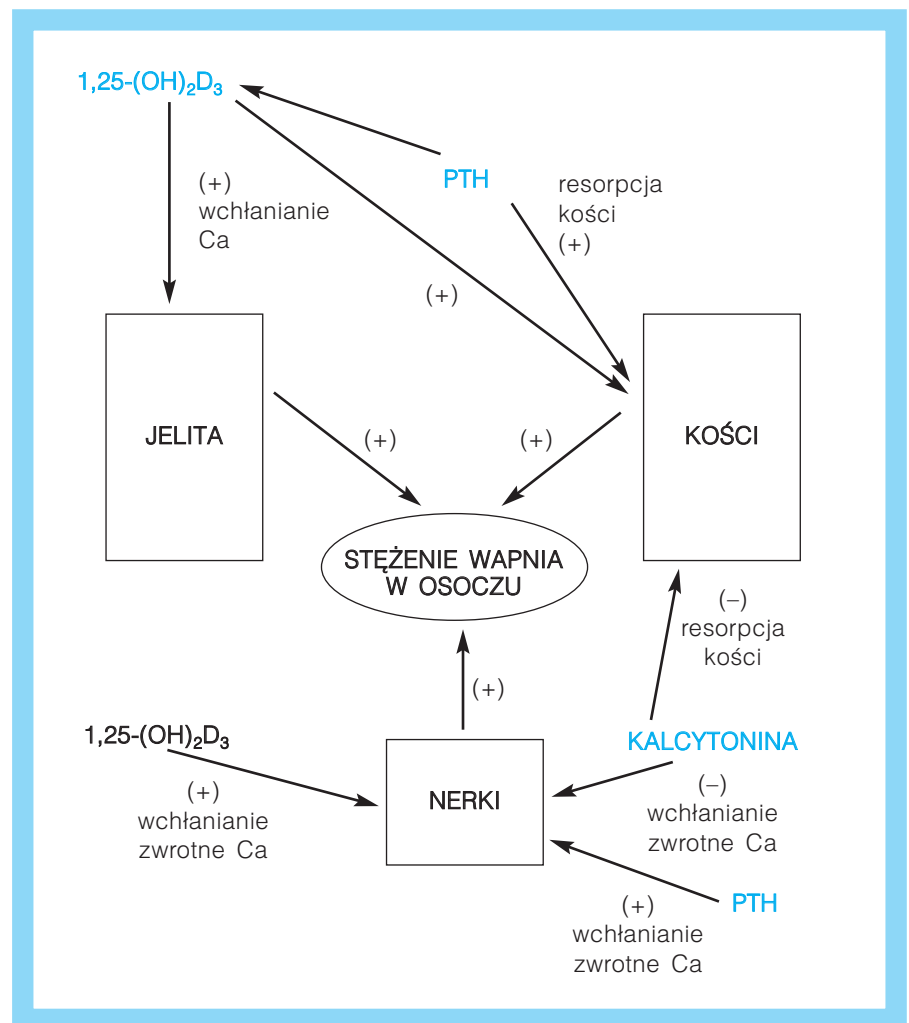 1,25-(OH)₂D₃
PTH
(+)
wchłanianie
Ca
resorpcja
kości
(+)
(+)
JELITA
(+)
(+)
KOŚCI
STĘŻENIE WAPNIA
W OSOCZU
(–)
resorpcja
kości
(+)
1,25-(OH)₂D₃
(+)
wchłanianie
zwrotne Ca
NERKI
KALCYTONINA
(–)
wchłanianie
zwrotne Ca
PTH
(+)
wchłanianie
zwrotne Ca